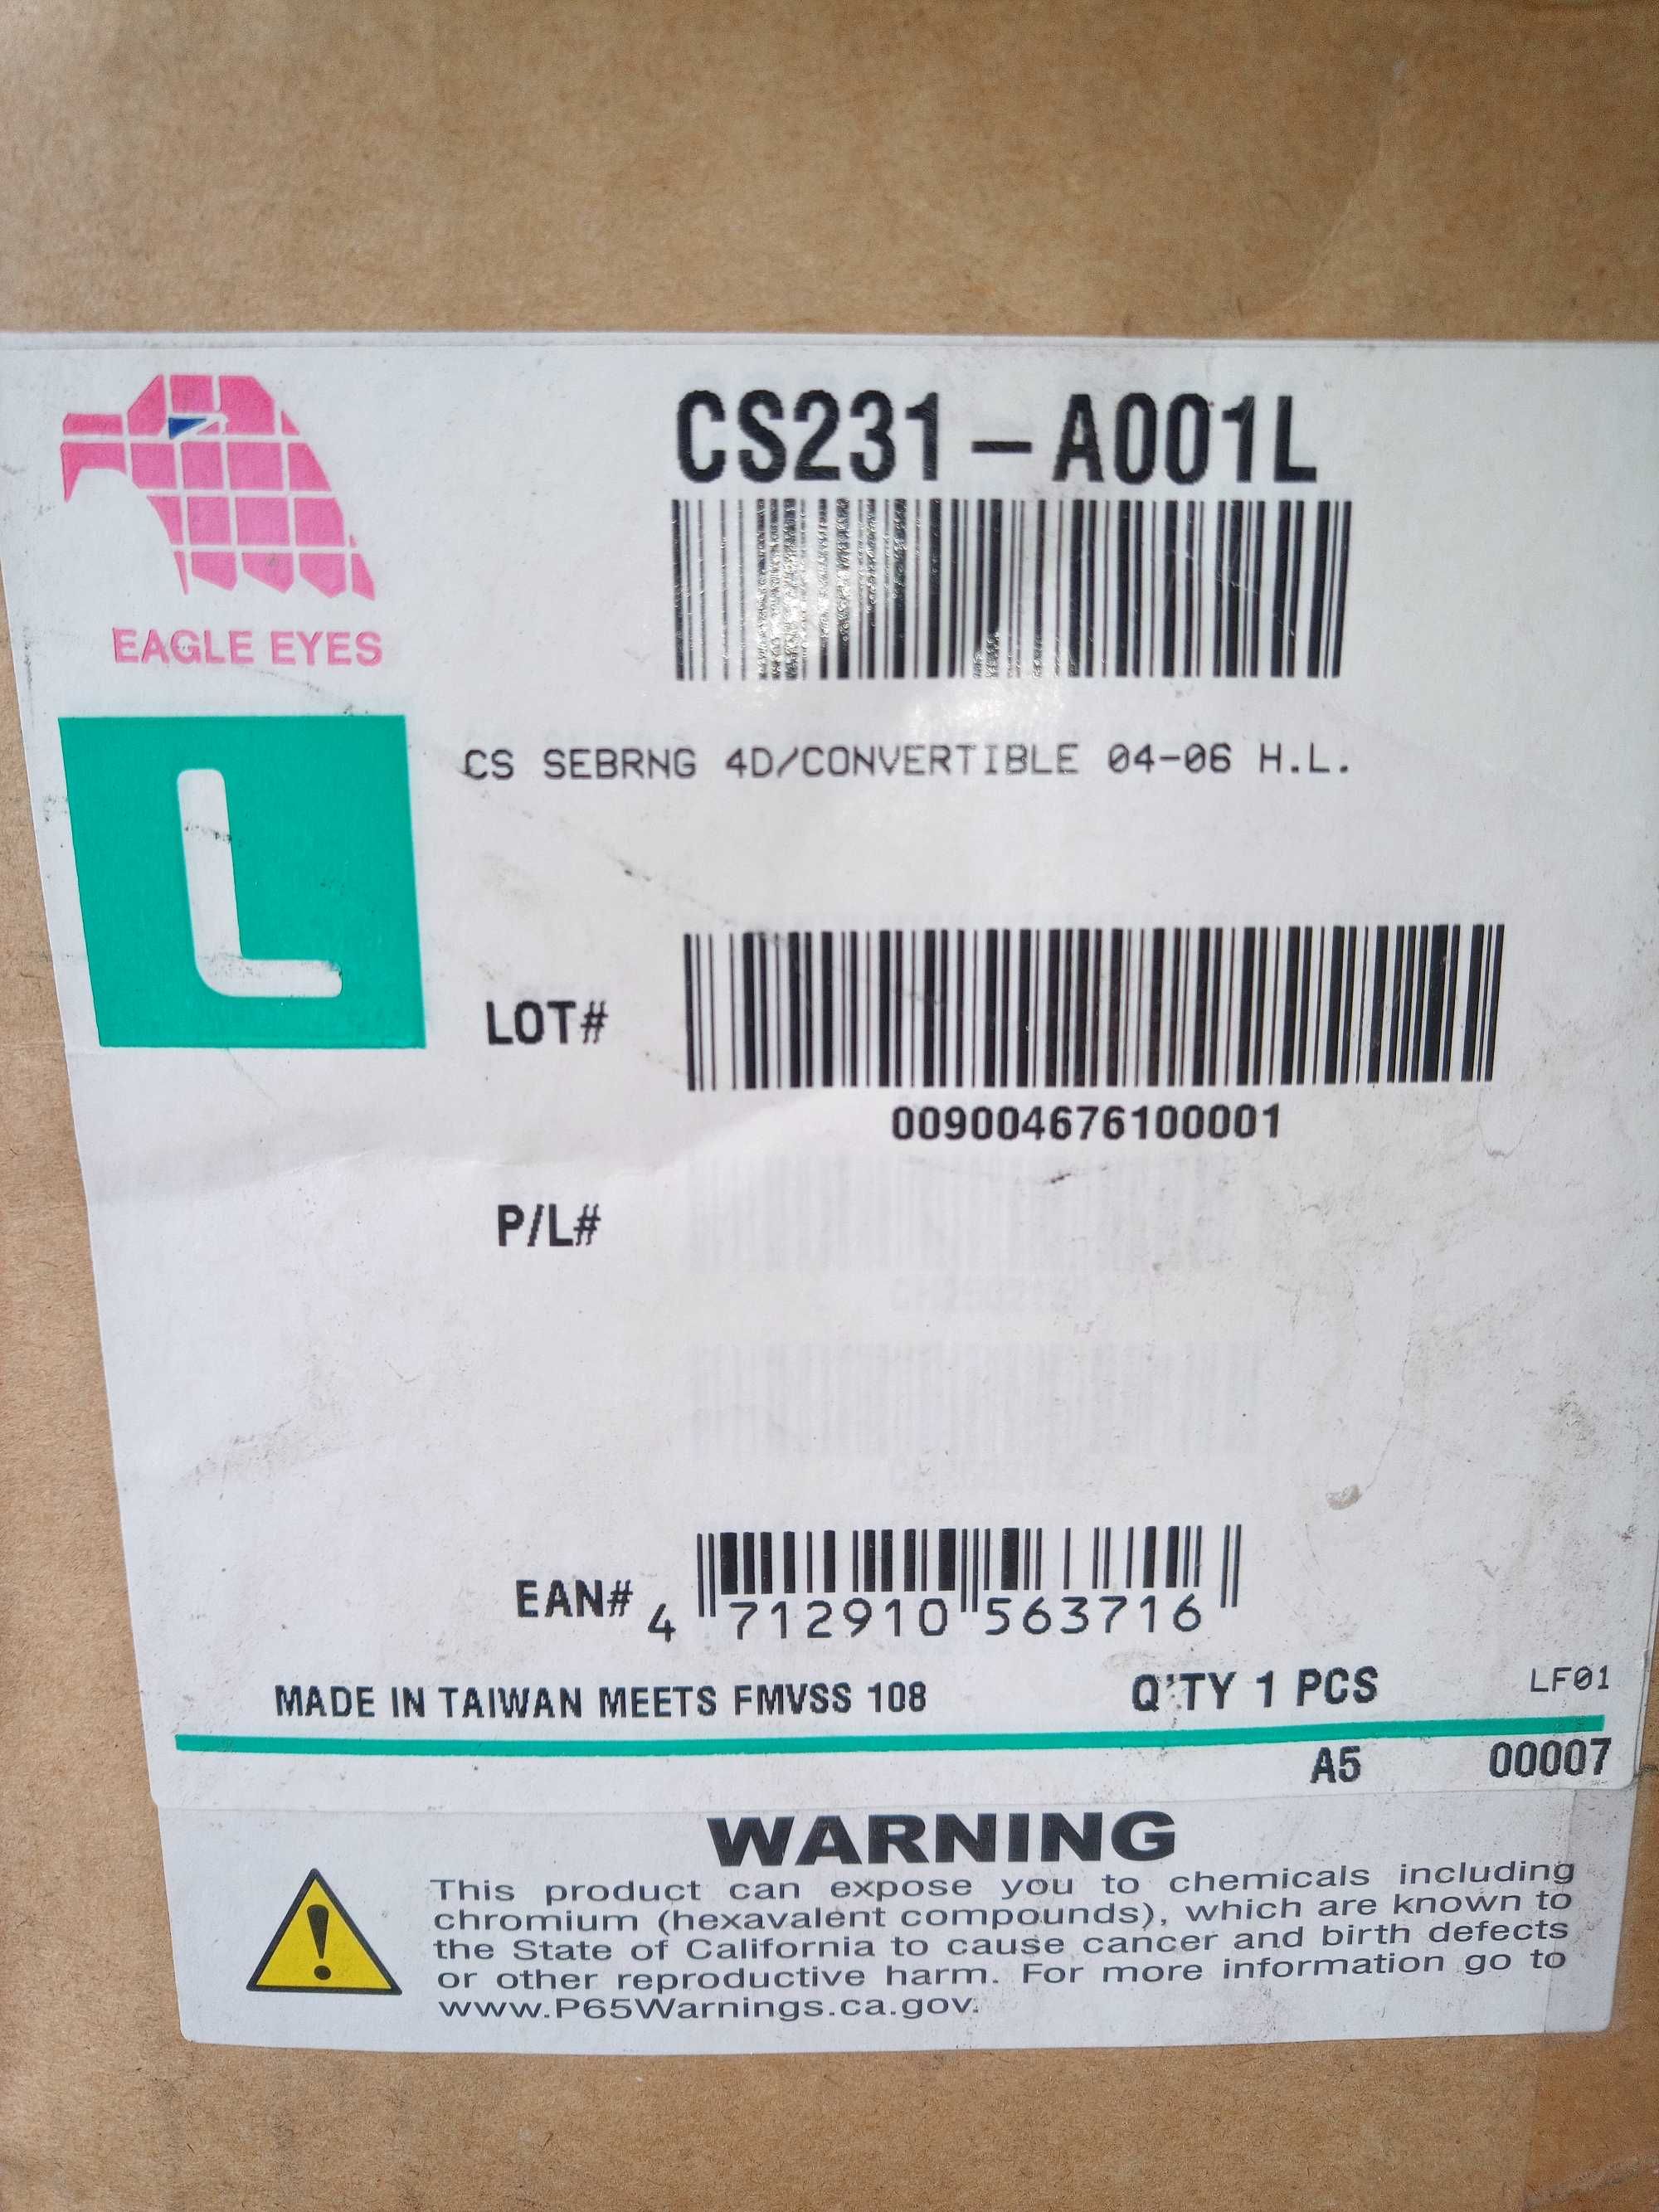 CS231-A001L
EAGLE EYES
L
CS SEBRNG 4D/CONVERTIBLE 04-06 H.L.
LOT#
009004676100001
P/L#
EAN# 4 712910 563716
MADE IN TAIWAN MEETS FMVSS 108 Q'TY 1 PCS LF01
A5 00007
WARNING
This product can expose you to chemicals including
chromium (hexavalent compounds), which are known to
the State of California to cause cancer and birth defects
or other reproductive harm. For more information go to
www.P65Warnings.ca.gov.